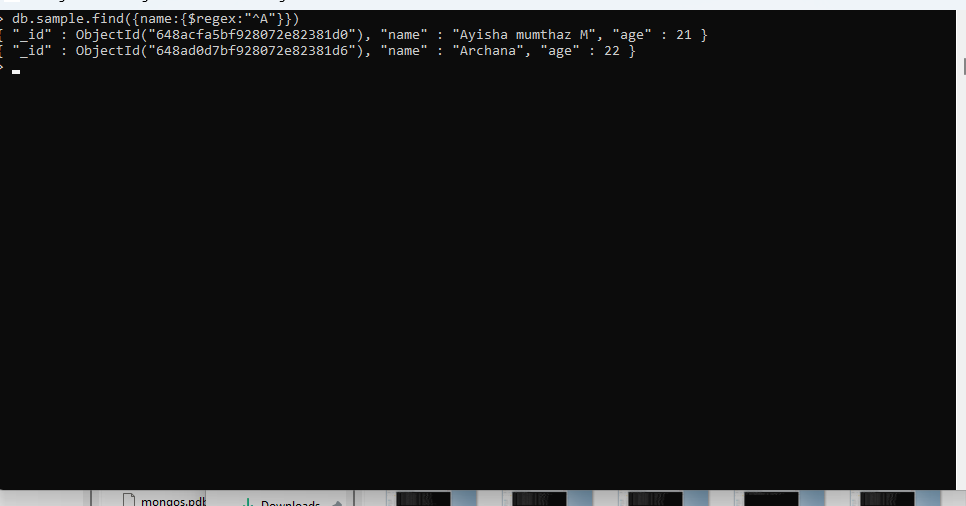 > db.sample.find({name:{$regex:"^A"}})
{ "_id" : ObjectId("648acfa5bf928072e82381d0"), "name" : "Ayisha mumthaz M", "age" : 21 }
{ "_id" : ObjectId("648ad0d7bf928072e82381d6"), "name" : "Archana", "age" : 22 }
>
mongos.pdb
Downloads